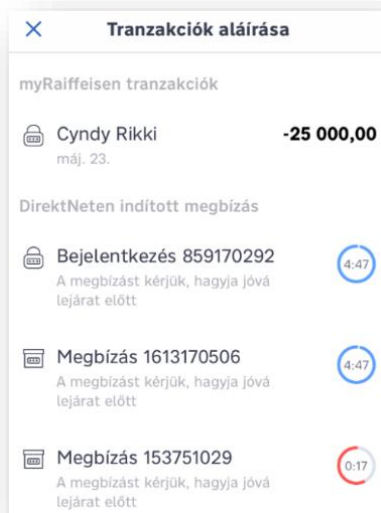 Tranzakciók aláírása
myRaiffeisen tranzakciók
Cyndy Rikki -25 000,00
máj. 23.
DirektNeten indított megbízás
Bejelentkezés 859170292 4:47
A megbízást kérjük, hagyja jóvá
lejárat előtt
Megbízás 1613170506 4:47
A megbízást kérjük, hagyja jóvá
lejárat előtt
Megbízás 153751029 0:17
A megbízást kérjük, hagyja jóvá
lejárat előtt